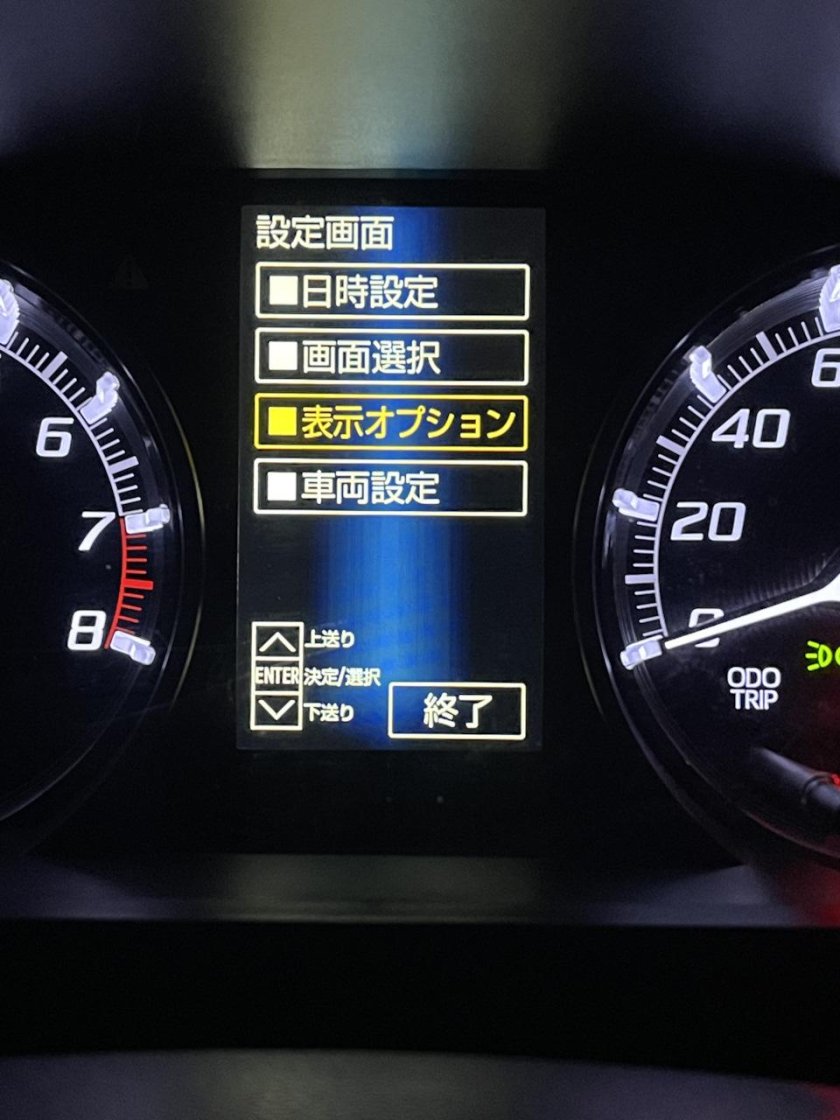 設定画面
■日時設定
■画面選択
■表示オプション
■車両設定
上送り
ENTER 決定/選択
下送り
終了
6
7
8
6
40
20
0
ODO
TRIP